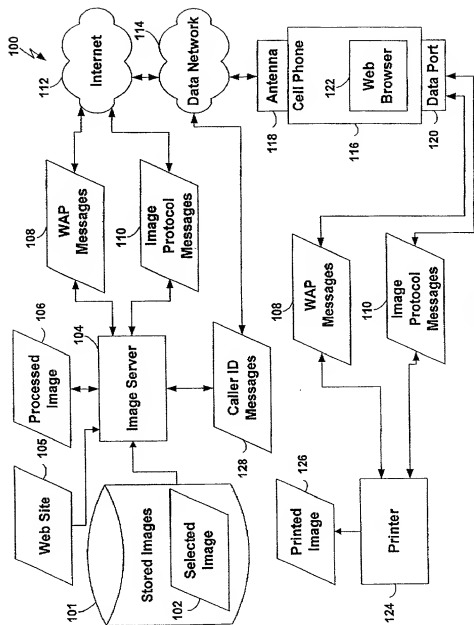 100
112
Internet
114
Data Network
118
Antenna
Cell Phone
122
Web
Browser
116
Data Port
120
108
WAP
Messages
110
Image
Protocol
Messages
108
WAP
Messages
110
Image
Protocol
Messages
106
Processed
Image
104
Image Server
Caller ID
Messages
128
105
Web Site
126
Printed
Image
Printer
124
101
Stored Images
Selected
Image
102